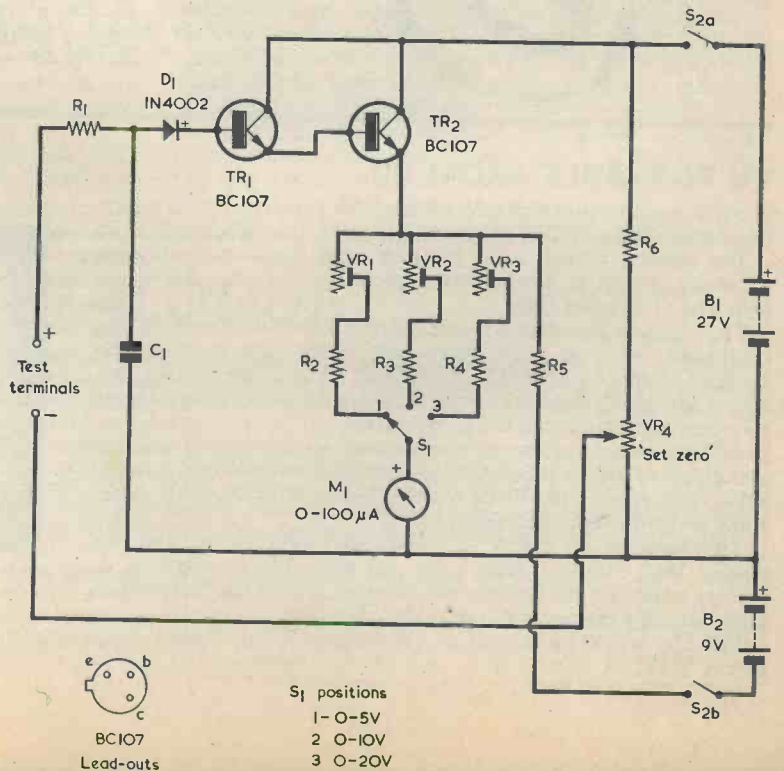 S2a
D1
1N4002
R1
TR2
BC107
TR1
BC107
VR1
VR2
VR3
R6
B1
27V
+
Test
terminals
−
C1
R2
R3
R4
R5
1
2
3
S1
VR4
'Set zero'
+
M1
0-100μA
+
B2
9V
S2b
e
b
c
BC107
Lead-outs
S1 positions
1- 0-5V
2 0-10V
3 0-20V